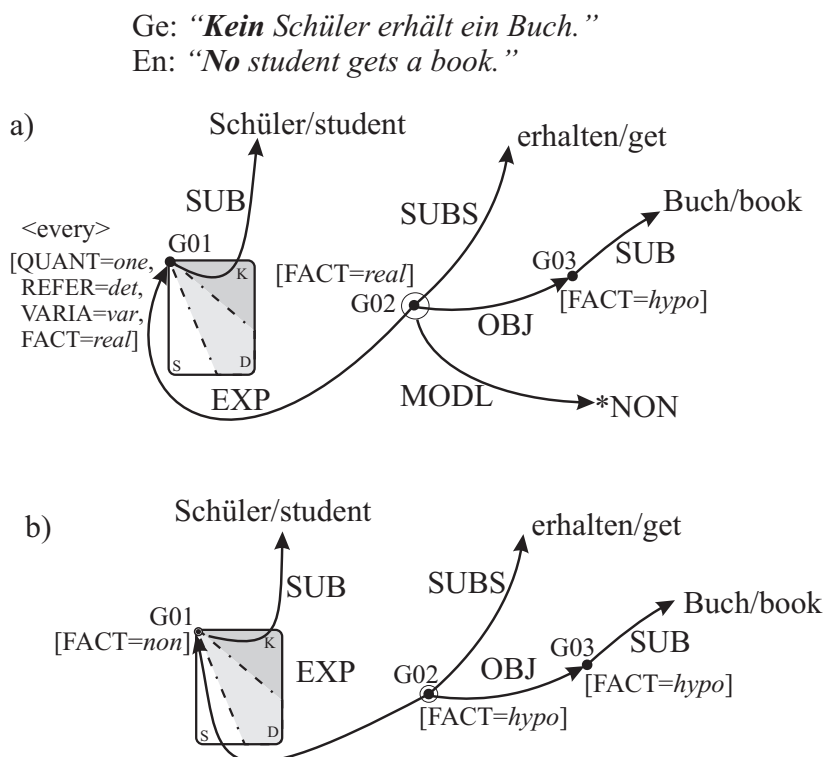 Ge: “Kein Schüler erhält ein Buch.”
En: “No student gets a book.”
a)
Schüler/student
erhalten/get
SUB
SUBS
Buch/book
<every>
G01
SUB
[QUANT=one,
REFER=det,
VARIA=var,
FACT=real]
K
S
D
[FACT=real]
G02
G03
[FACT=hypo]
OBJ
EXP
MODL
*NON
b)
Schüler/student
erhalten/get
SUB
SUBS
Buch/book
G01
[FACT=non]
K
S
D
EXP
G02
OBJ
G03
SUB
[FACT=hypo]
[FACT=hypo]